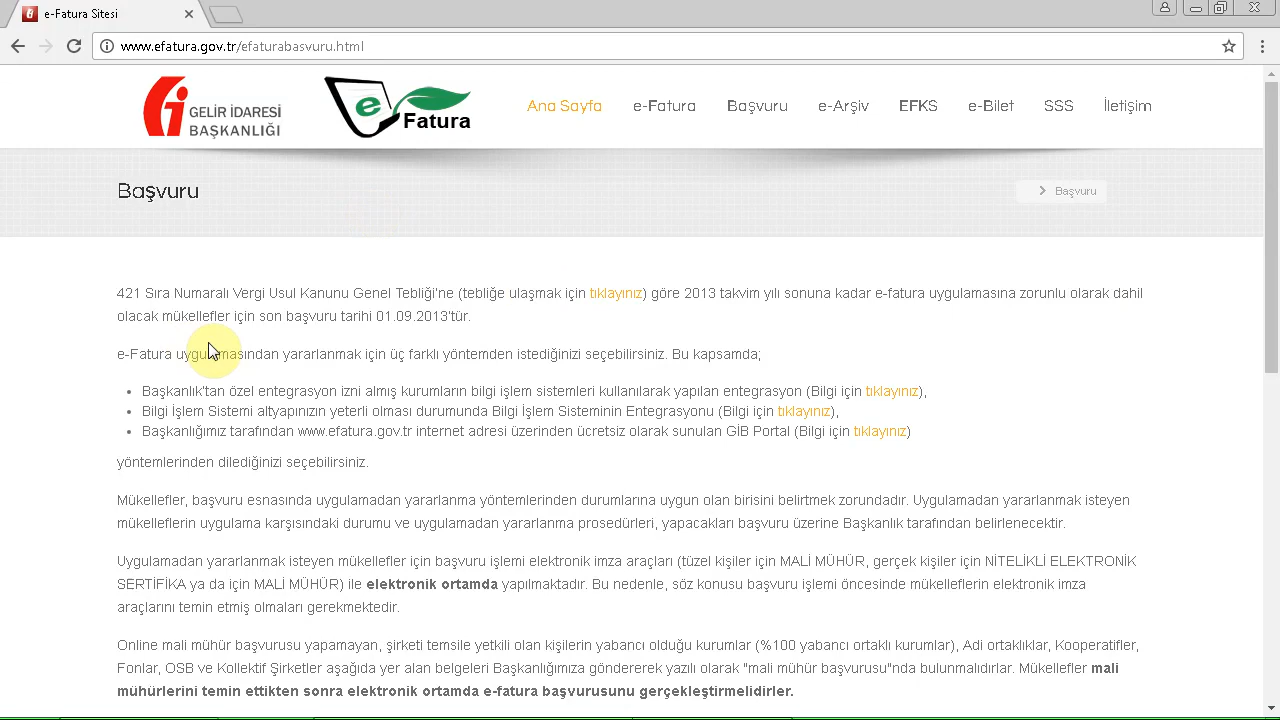 e-Fatura Sitesi
www.efatura.gov.tr/efaturabasvuru.html
GELİR İDARESİ
BAŞKANLIĞI
e Fatura
Ana Sayfa e-Fatura Başvuru e-Arşiv EFKS e-Bilet SSS İletişim
Başvuru
Başvuru
421 Sıra Numaralı Vergi Usul Kanunu Genel Tebliği'ne (tebliğe ulaşmak için tıklayınız) göre 2013 takvim yılı sonuna kadar e-fatura uygulamasına zorunlu olarak dahil
olacak mükellefler için son başvuru tarihi 01.09.2013'tür.
e-Fatura uygulamasından yararlanmak için üç farklı yöntemden istediğinizi seçebilirsiniz. Bu kapsamda;
• Başkanlık'tan özel entegrasyon izni almış kurumların bilgi işlem sistemleri kullanılarak yapılan entegrasyon (Bilgi için tıklayınız),
• Bilgi İşlem Sistemi altyapınızın yeterli olması durumunda Bilgi İşlem Sisteminin Entegrasyonu (Bilgi için tıklayınız),
• Başkanlığımız tarafından www.efatura.gov.tr internet adresi üzerinden ücretsiz olarak sunulan GİB Portal (Bilgi için tıklayınız)
yöntemlerinden dilediğinizi seçebilirsiniz.
Mükellefler, başvuru esnasında uygulamadan yararlanma yöntemlerinden durumlarına uygun olan birisini belirtmek zorundadır. Uygulamadan yararlanmak isteyen
mükelleflerin uygulama karşısındaki durumu ve uygulamadan yararlanma prosedürleri, yapacakları başvuru üzerine Başkanlık tarafından belirlenecektir.
Uygulamadan yararlanmak isteyen mükellefler için başvuru işlemi elektronik imza araçları (tüzel kişiler için MALİ MÜHÜR, gerçek kişiler için NİTELİKLİ ELEKTRONİK
SERTİFİKA ya da için MALİ MÜHÜR) ile elektronik ortamda yapılmaktadır. Bu nedenle, söz konusu başvuru işlemi öncesinde mükelleflerin elektronik imza
araçlarını temin etmiş olmaları gerekmektedir.
Online mali mühür başvurusu yapamayan, şirketi temsile yetkili olan kişilerin yabancı olduğu kurumlar (%100 yabancı ortaklı kurumlar), Adi ortaklıklar, Kooperatifler,
Fonlar, OSB ve Kollektif Şirketler aşağıda yer alan belgeleri Başkanlığımıza göndererek yazılı olarak "mali mühür başvurusu"nda bulunmalıdırlar. Mükellefler mali
mühürlerini temin ettikten sonra elektronik ortamda e-fatura başvurusunu gerçekleştirmelidirler.